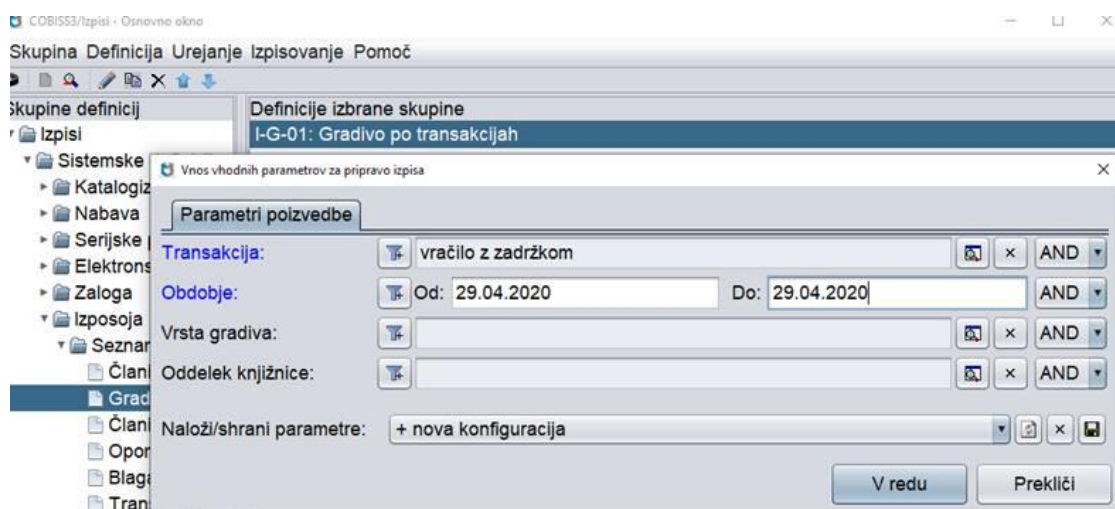 COBISS3/Izpisi - Osnovno okno
Skupina Definicija Urejanje Izpisovanje Pomoč
Skupine definicij
Definicije izbrane skupine
Izpisi
I-G-01: Gradivo po transakcijah
Sistemske
Vnos vhodnih parametrov za pripravo izpisa
Katalogiz
Nabava
Serijske
Elektrons
Zaloga
Izposoja
Seznar
Člani
Grad
Člani
Opor
Blaga
Tran
Parametri poizvedbe
Transakcija: vračilo z zadržkom AND
Obdobje: Od: 29.04.2020 Do: 29.04.2020 AND
Vrsta gradiva: AND
Oddelek knjižnice: AND
Naloži/shrani parametre: + nova konfiguracija
V redu Prekliči